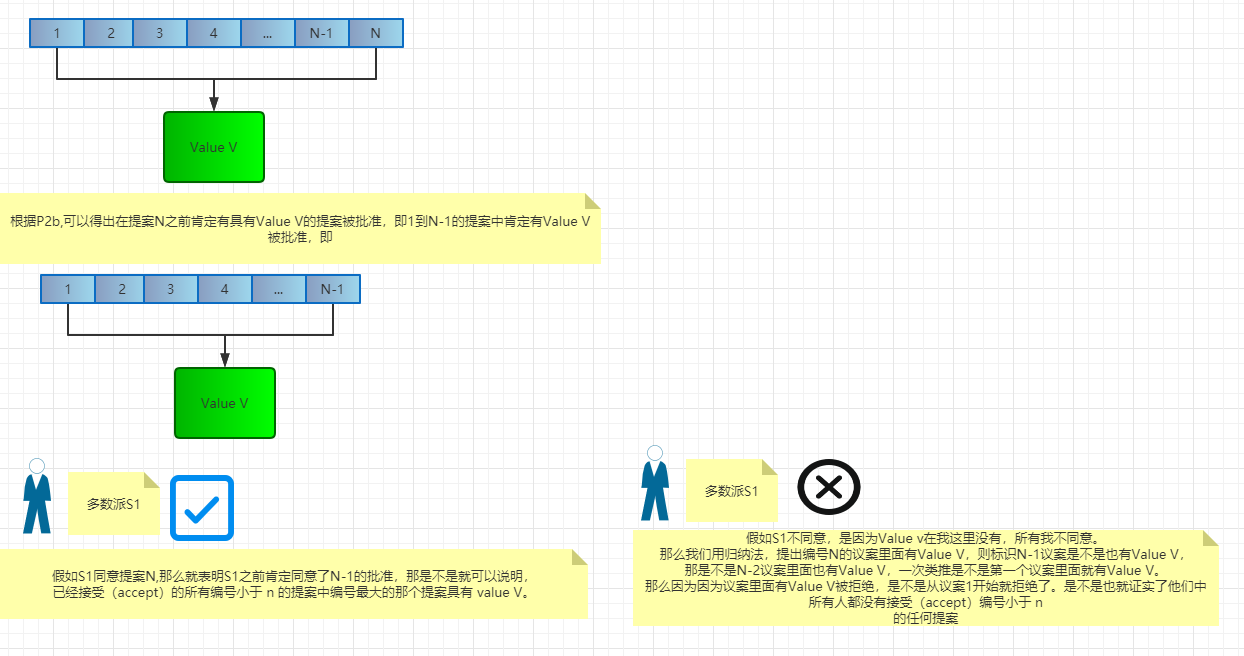 1 2 3 4 ... N-1 N
Value V
根据P2b,可以得出在提案N之前肯定有具有Value V的提案被批准，即1到N-1的提案中肯定有Value V
被批准，即
1 2 3 4 ... N-1
Value V
多数派S1
假如S1同意提案N,那么就表明S1之前肯定同意了N-1的批准，那是不是就可以说明，
已经接受（accept）的所有编号小于 n 的提案中编号最大的那个提案具有 value V。
多数派S1
假如S1不同意，是因为Value v在我这里没有，所有我不同意。
那么我们用归纳法，提出编号N的议案里面有Value V，则标识N-1议案是不是也有Value V，
那是不是N-2议案里面也有Value V，一次类推是不是第一个议案里面就有Value V。
那么因为因为议案里面有Value V被拒绝，是不是从议案1开始就拒绝了。是不是也就证实了他们中
所有人都没有接受（accept）编号小于 n
的任何提案